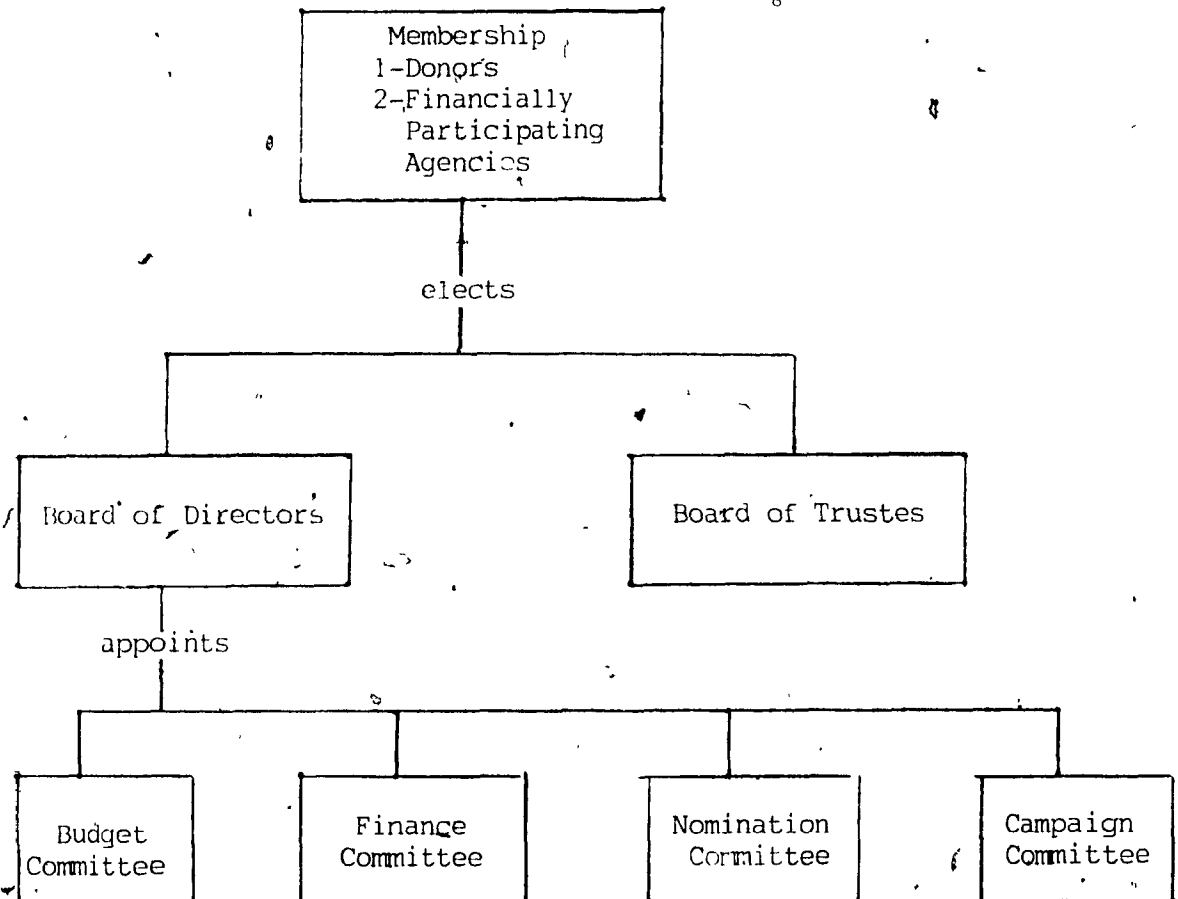 Membership
1-Donors
2-Financially
Participating
Agencies
elects
Board of Directors
Board of Trustes
appoints
Budget
Committee
Finance
Committee
Nomination
Committee
Campaign
Committee